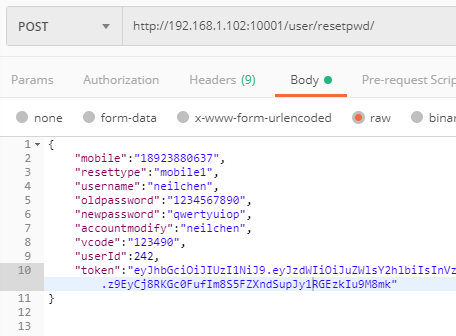 POST http://192.168.1.102:10001/user/resetpwd/
Params Authorization Headers (9) Body Pre-request Scrip
none form-data x-www-form-urlencoded raw binar
1 {
2 "mobile":"18923880637",
3 "resettype":"mobile1",
4 "username":"neilchen",
5 "oldpassword":"1234567890",
6 "newpassword":"qwertyuiop",
7 "accountmodify":"neilchen",
8 "vcode":"123490",
9 "userId":242,
10 "token":"eyJhbGciOiJIUzI1NiJ9.eyJzdWIiOiJuZWlsY2hlbiIsInVz
.z9EyCj8RKGc0FufIm8S5FZXndSupJy1RGEzkIu9M8mk"
11 }
12
13